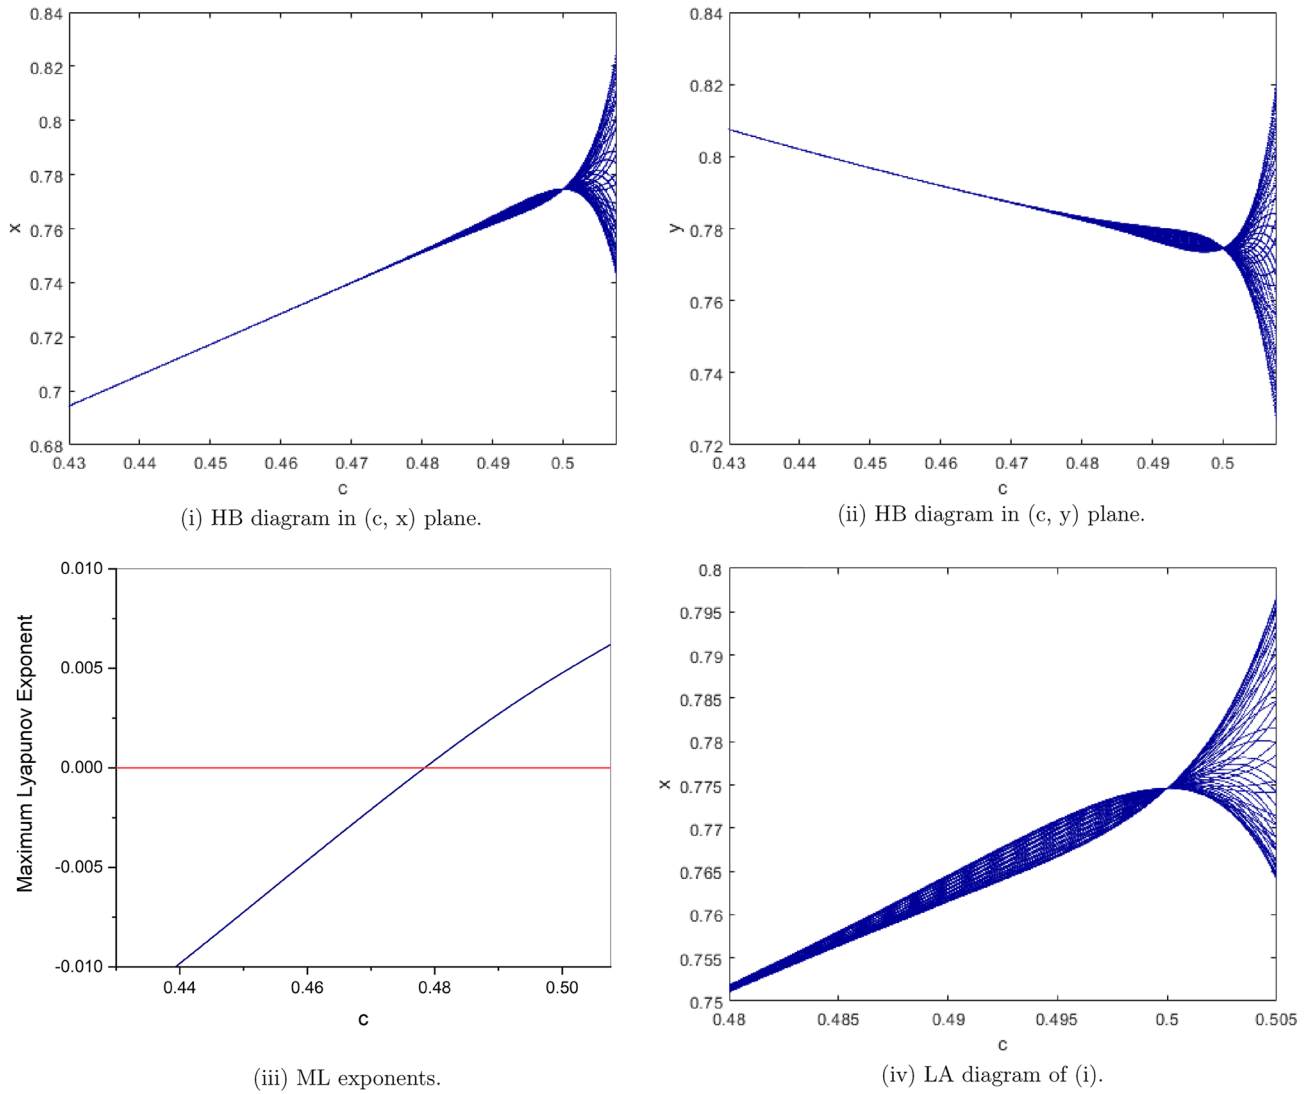 0.84
0.82
0.8
0.78
0.76
0.74
0.72
0.7
0.68
x
0.43 0.44 0.45 0.46 0.47 0.48 0.49 0.5
c
(i) HB diagram in (c, x) plane.
0.84
0.82
0.8
0.78
0.76
0.74
0.72
y
0.43 0.44 0.45 0.46 0.47 0.48 0.49 0.5
c
(ii) HB diagram in (c, y) plane.
0.010
0.005
0.000
-0.005
-0.010
Maximum Lyapunov Exponent
0.44 0.46 0.48 0.50
c
(iii) ML exponents.
0.8
0.795
0.79
0.785
0.78
0.775
0.77
0.765
0.76
0.755
0.75
x
0.48 0.485 0.49 0.495 0.5 0.505
c
(iv) LA diagram of (i).